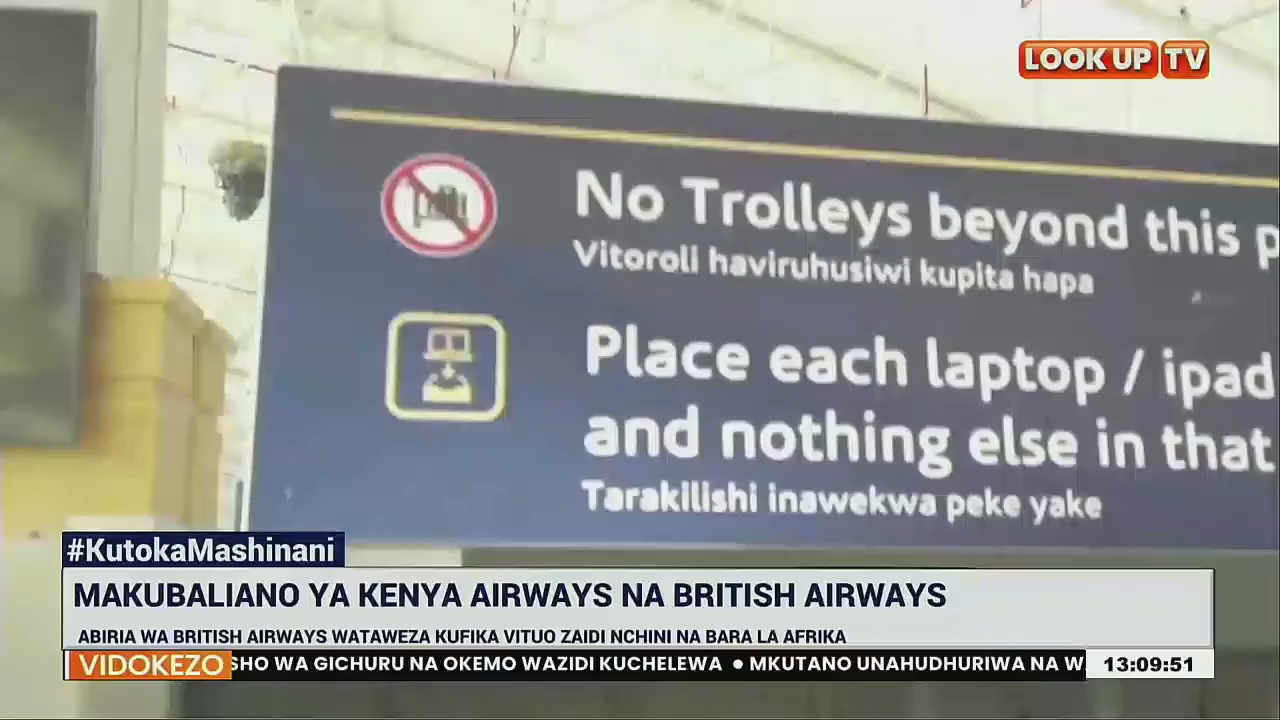 LOOK UP TV
No Trolleys beyond this
Vitoroli haviruhusiwi kupita hapa
Place each laptop / ipad
and nothing else in that
Tarakilishi inawekwa peke yake
#KutokaMashinani
MAKUBALIANO YA KENYA AIRWAYS NA BRITISH AIRWAYS
ABIRIA WA BRITISH AIRWAYS WATAWEZA KUFIKA VITUO ZAIDI NCHINI NA BARA LA AFRIKA
VIDOKEZO SHO WA GICHURU NA OKEMO WAZIDI KUCHELEWA ● MKUTANO UNAHUDHURIWA NA W 13:09:51